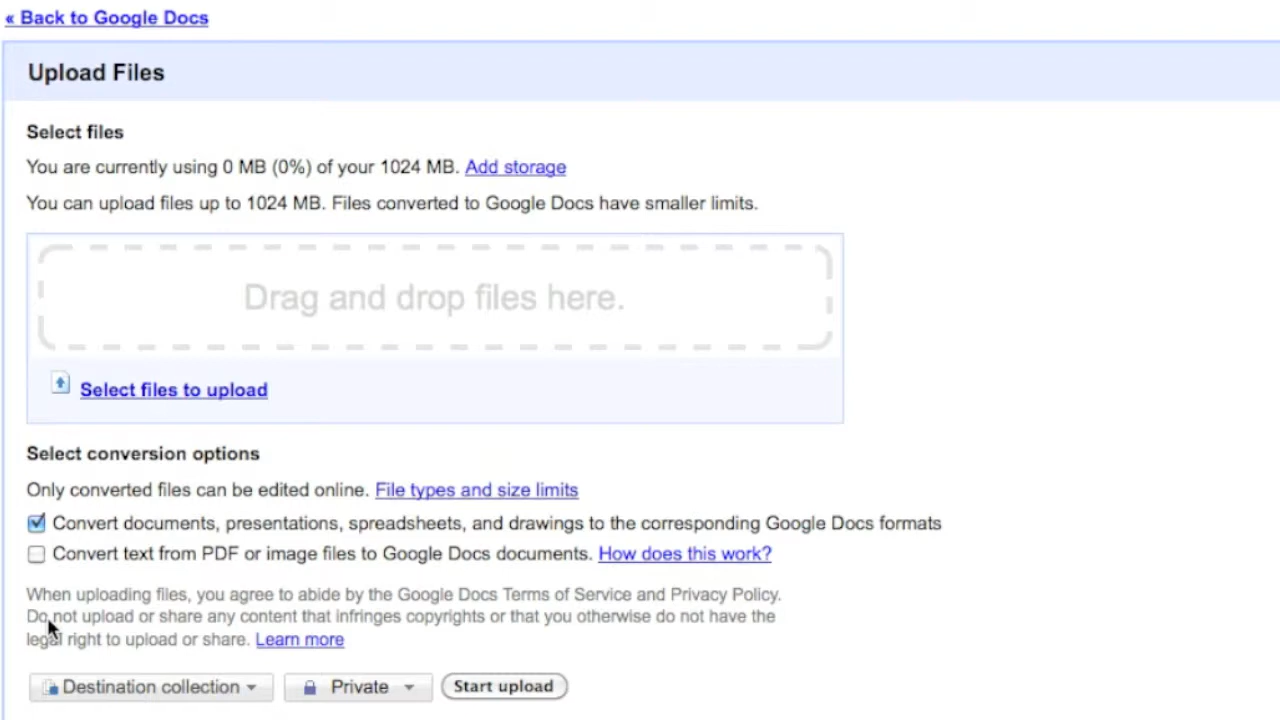 « Back to Google Docs
Upload Files
Select files
You are currently using 0 MB (0%) of your 1024 MB. Add storage
You can upload files up to 1024 MB. Files converted to Google Docs have smaller limits.
Drag and drop files here.
Select files to upload
Select conversion options
Only converted files can be edited online. File types and size limits
Convert documents, presentations, spreadsheets, and drawings to the corresponding Google Docs formats
Convert text from PDF or image files to Google Docs documents. How does this work?
When uploading files, you agree to abide by the Google Docs Terms of Service and Privacy Policy.
Do not upload or share any content that infringes copyrights or that you otherwise do not have the
legal right to upload or share. Learn more
Destination collection Private Start upload